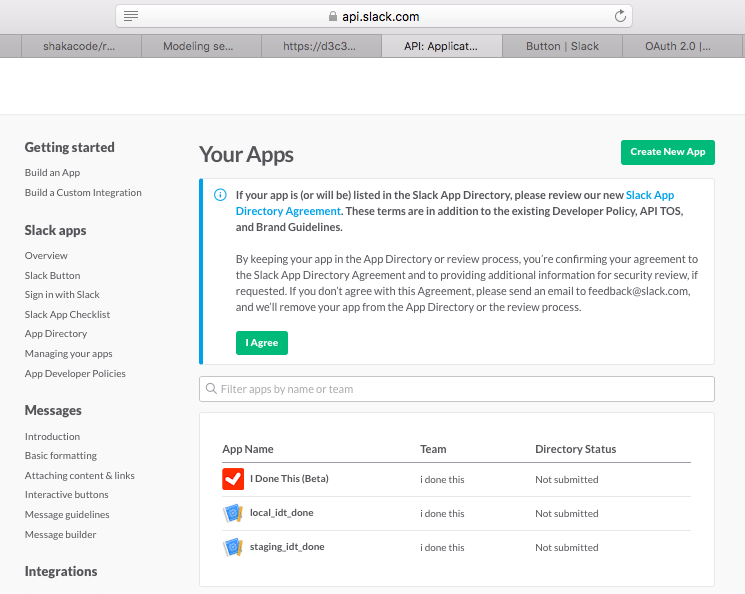 api.slack.com
shakacode/r...
Modeling se...
https://d3c3...
API: Applicat...
Button | Slack
OAuth 2.0 |...
Getting started
Build an App
Build a Custom Integration
Slack apps
Overview
Slack Button
Sign in with Slack
Slack App Checklist
App Directory
Managing your apps
App Developer Policies
Messages
Introduction
Basic formatting
Attaching content & links
Interactive buttons
Message guidelines
Message builder
Integrations
Your Apps
Create New App
If your app is (or will be) listed in the Slack App Directory, please review our new Slack App
Directory Agreement. These terms are in addition to the existing Developer Policy, API TOS,
and Brand Guidelines.
By keeping your app in the App Directory or review process, you're confirming your agreement to
the Slack App Directory Agreement and to providing additional information for security review, if
requested. If you don't agree with this Agreement, please send an email to feedback@slack.com,
and we'll remove your app from the App Directory or the review process.
I Agree
Filter apps by name or team
App Name Team Directory Status
I Done This (Beta) i done this Not submitted
local_idt_done i done this Not submitted
staging_idt_done i done this Not submitted